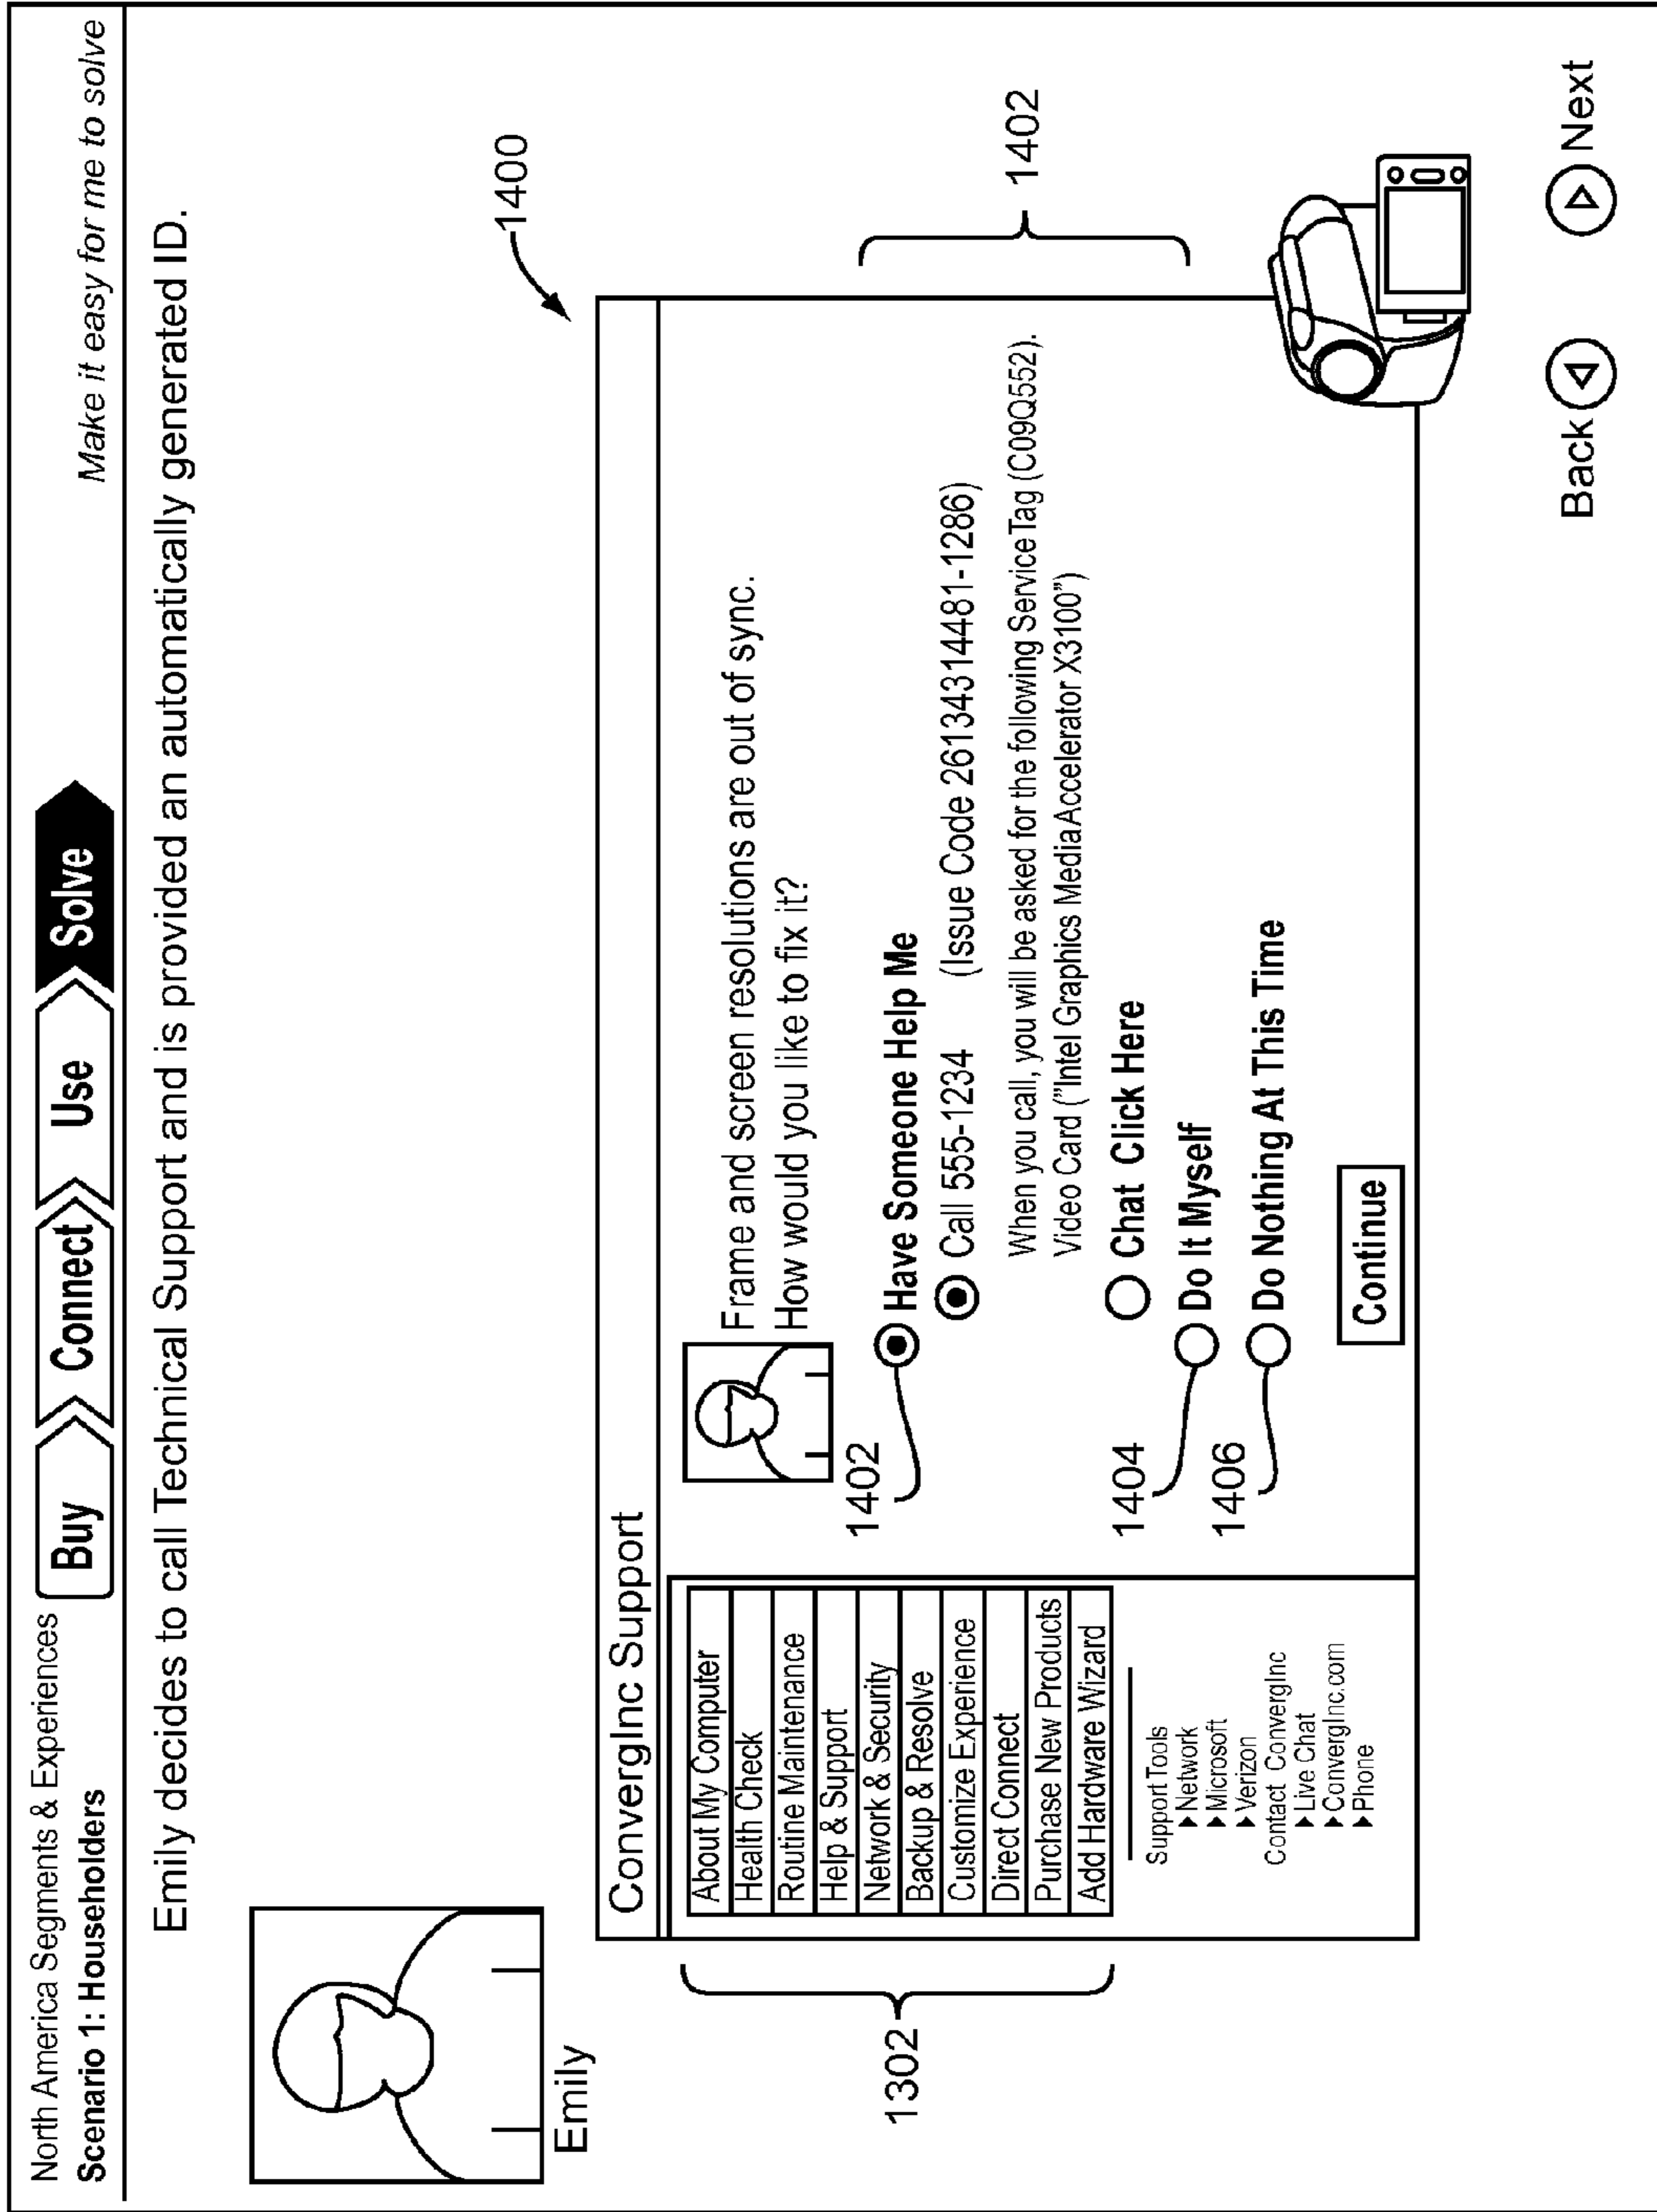 North America Segments & Experiences
Scenario 1: Householders
Buy Connect Use Solve
Make it easy for me to solve
Emily decides to call Technical Support and is provided an automatically generated ID.
Emily
1400
ConvergInc Support
1302
About My Computer
Health Check
Routine Maintenance
Help & Support
Network & Security
Backup & Resolve
Customize Experience
Direct Connect
Purchase New Products
Add Hardware Wizard
Support Tools
▶ Network
▶ Microsoft
▶ Verizon
Contact ConvergInc
▶ Live Chat
▶ ConvergInc.com
▶ Phone
Frame and screen resolutions are out of sync.
How would you like to fix it?
1402
Have Someone Help Me
Call 555-1234 (Issue Code 26134314481-1286)
When you call, you will be asked for the following Service Tag (C09Q552).
Video Card ("Intel Graphics Media Accelerator X3100")
Chat Click Here
1404
Do It Myself
1406
Do Nothing At This Time
Continue
1402
Back Next